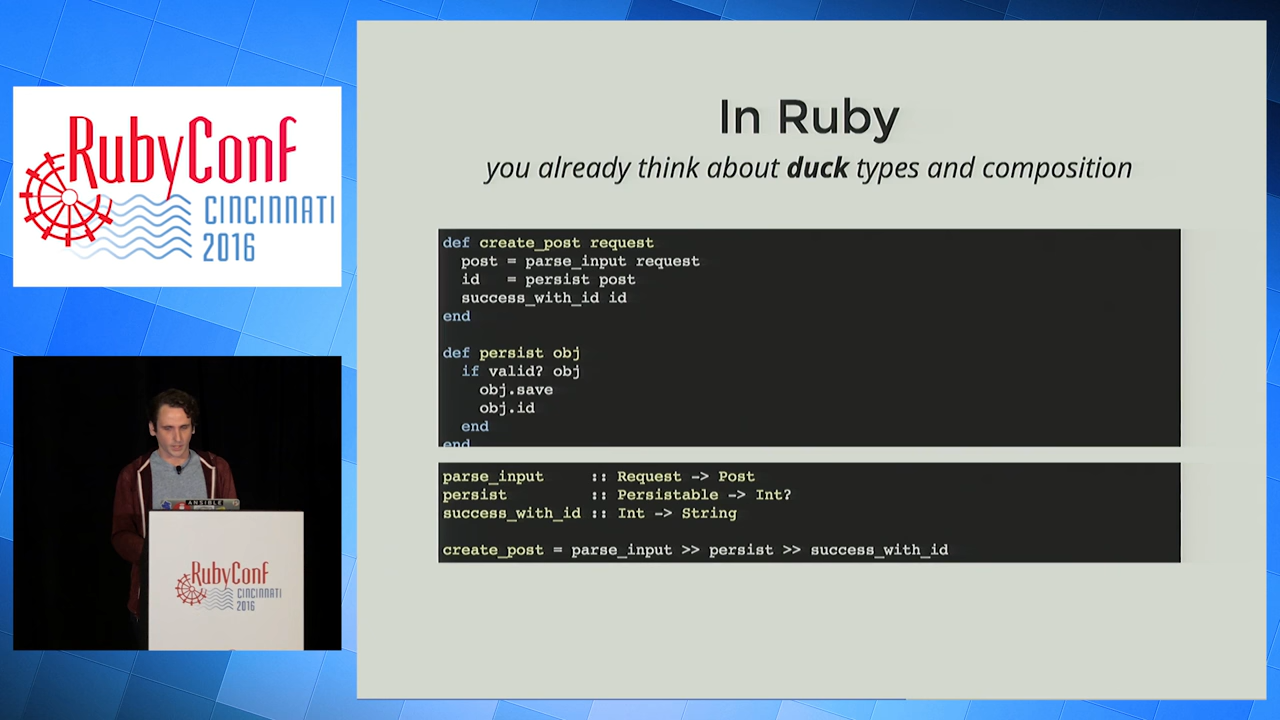 RubyConf
CINCINNATI
2016
In Ruby
you already think about duck types and composition
def create_post request
  post = parse_input request
  id   = persist post
  success_with_id id
end
def persist obj
  if valid? obj
    obj.save
    obj.id
  end
end
parse_input     :: Request -> Post
persist         :: Persistable -> Int?
success_with_id :: Int -> String
create_post = parse_input >> persist >> success_with_id
ANSIBLE
RubyConf
CINCINNATI
2016